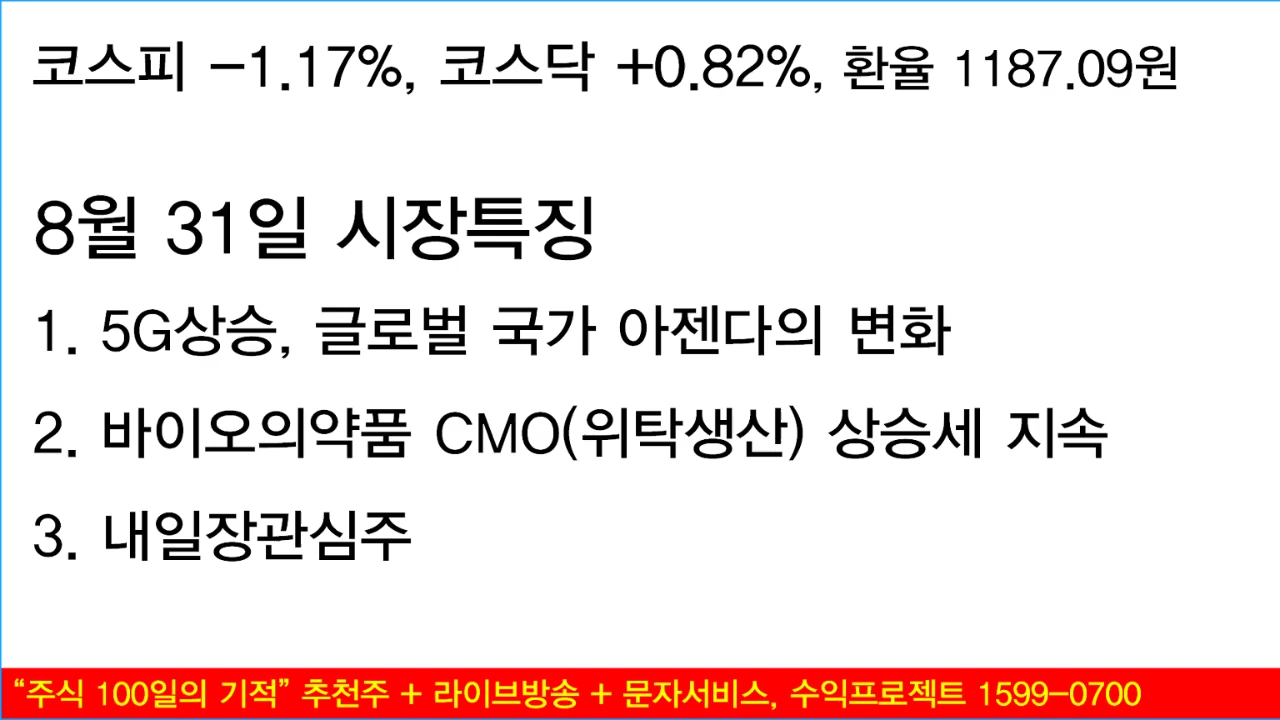 코스피 -1.17%, 코스닥 +0.82%, 환율 1187.09원
8월 31일 시장특징
1. 5G상승, 글로벌 국가 아젠다의 변화
2. 바이오의약품 CMO(위탁생산) 상승세 지속
3. 내일장관심주
“주식 100일의 기적” 추천주 + 라이브방송 + 문자서비스, 수익프로젝트 1599-0700